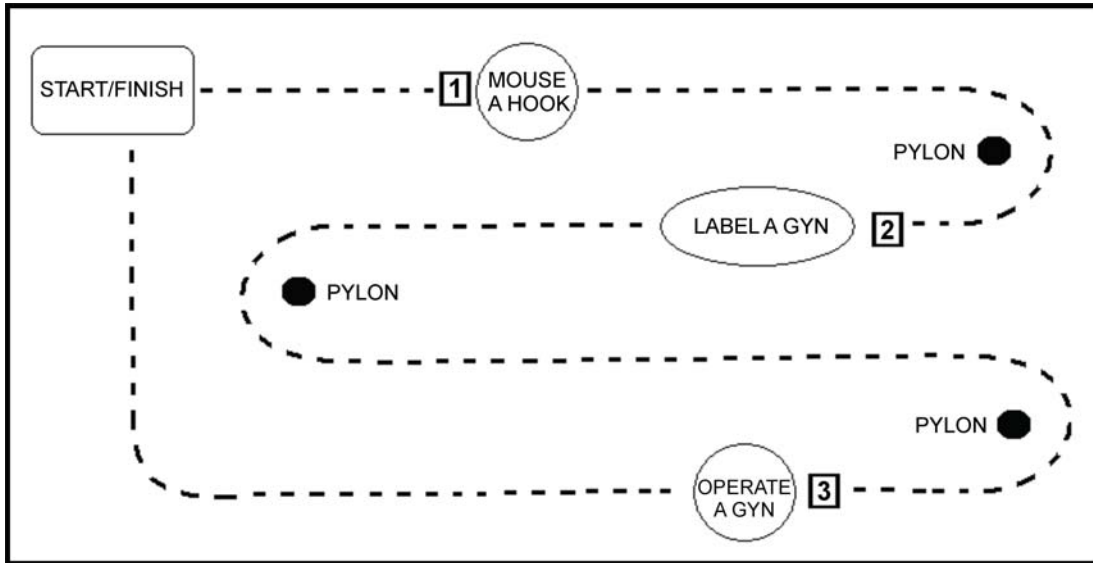 START/FINISH
1
MOUSE
A HOOK
PYLON
LABEL A GYN
2
PYLON
PYLON
OPERATE
A GYN
3